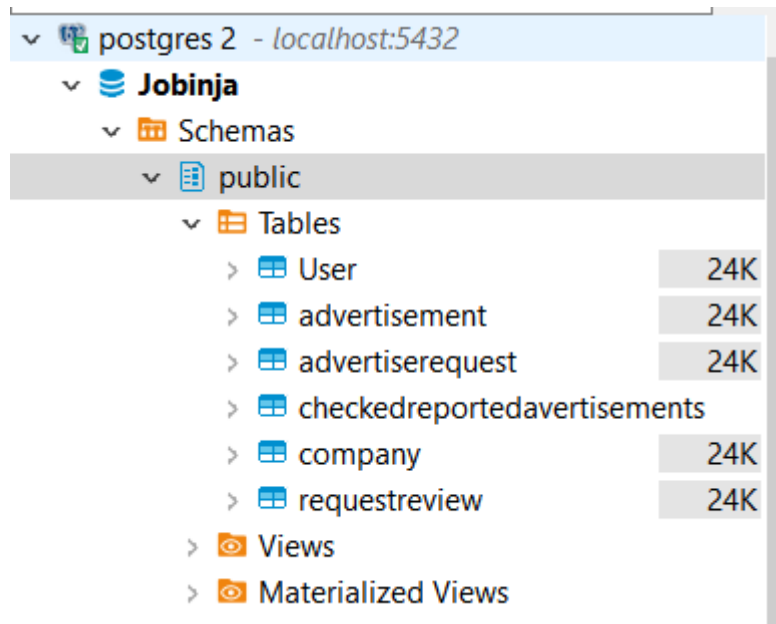 postgres 2 - localhost:5432
Jobinja
Schemas
public
Tables
User 24K
advertisement 24K
advertiserequest 24K
checkedreportedavertisements
company 24K
requestreview 24K
Views
Materialized Views